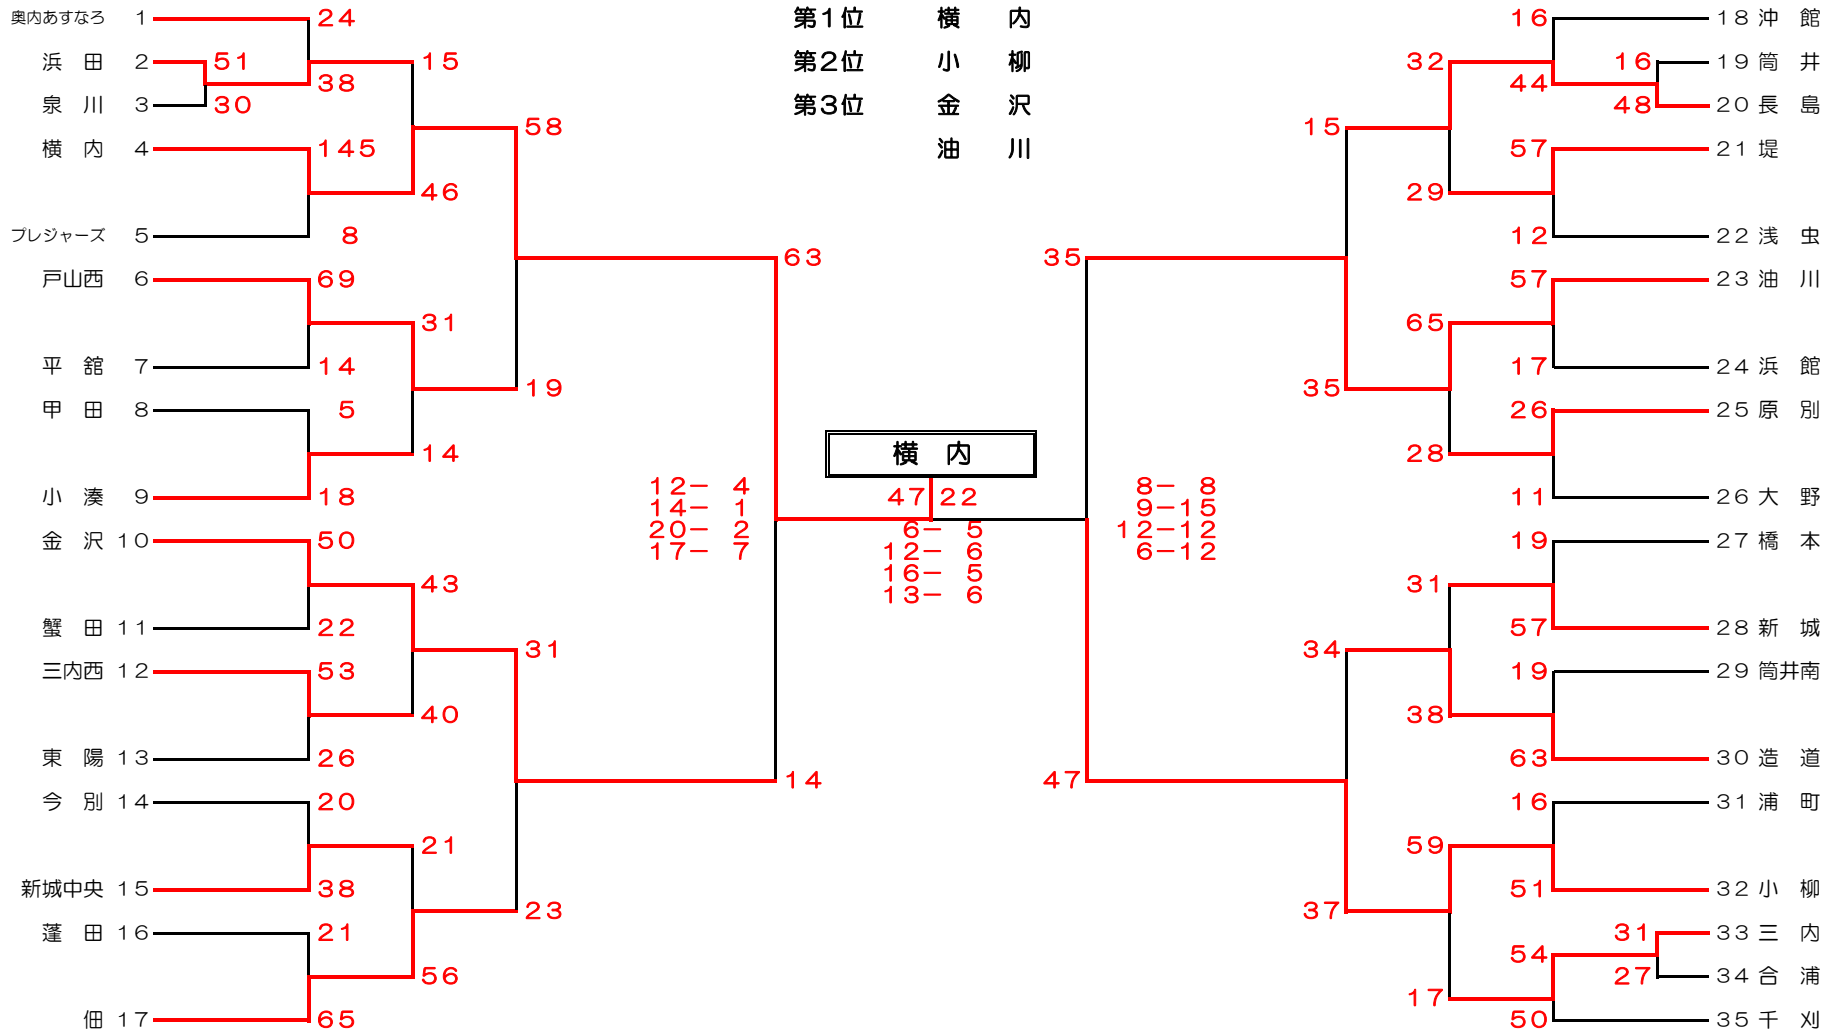 第1位 横 内
第2位 小 柳
第3位 金 沢
油 川
奥内あすなろ 1 24
浜 田 2 51
38
15
泉 川 3 30
58
横 内 4 145
46
プレジャーズ 5 8
63
戸山西 6 69
31
平 舘 7 14
19
甲 田 8 5
14
小 湊 9 18
金 沢 10 50
43
蟹 田 11 22
31
三内西 12 53
40
東 陽 13 26
14
今 別 14 20
21
新城中央 15 38
23
蓬 田 16 21
56
佃 17 65
12－ 4
14－ 1
20－ 2
17－ 7
横 内
47 22
6－ 5
12－ 6
16－ 5
13－ 6
8－ 8
9－15
12－12
6－12
16 18 沖 館
32
16 19 筒 井
44
48 20 長 島
15
57 21 堤
29
12 22 浅 虫
35
57 23 油 川
65
17 24 浜 館
35
26 25 原 別
28
11 26 大 野
19 27 橋 本
31
57 28 新 城
34
19 29 筒井南
38
63 30 造 道
47
16 31 浦 町
59
51 32 小 柳
37
31 33 三 内
54
27 34 合 浦
17
50 35 千 刈